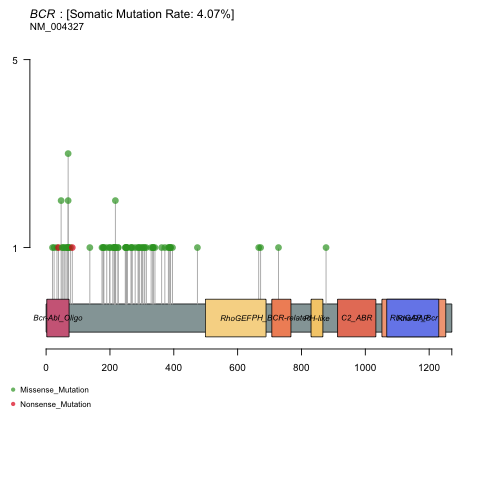 BCR : [Somatic Mutation Rate: 4.07%]
NM_004327
5
1
Bcr-Abl_Oligo RhoGEF PH_BCR-related PH-like C2_ABR RhoGAP_Bcr RhoGAP
0 200 400 600 800 1000 1200
Missense_Mutation
Nonsense_Mutation